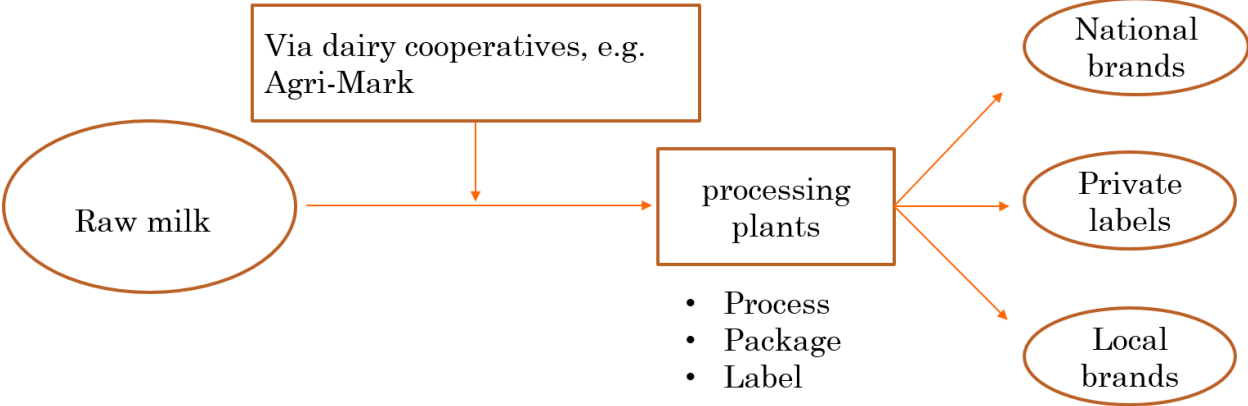 Via dairy cooperatives, e.g.
Agri-Mark
Raw milk
processing
plants
• Process
• Package
• Label
National
brands
Private
labels
Local
brands